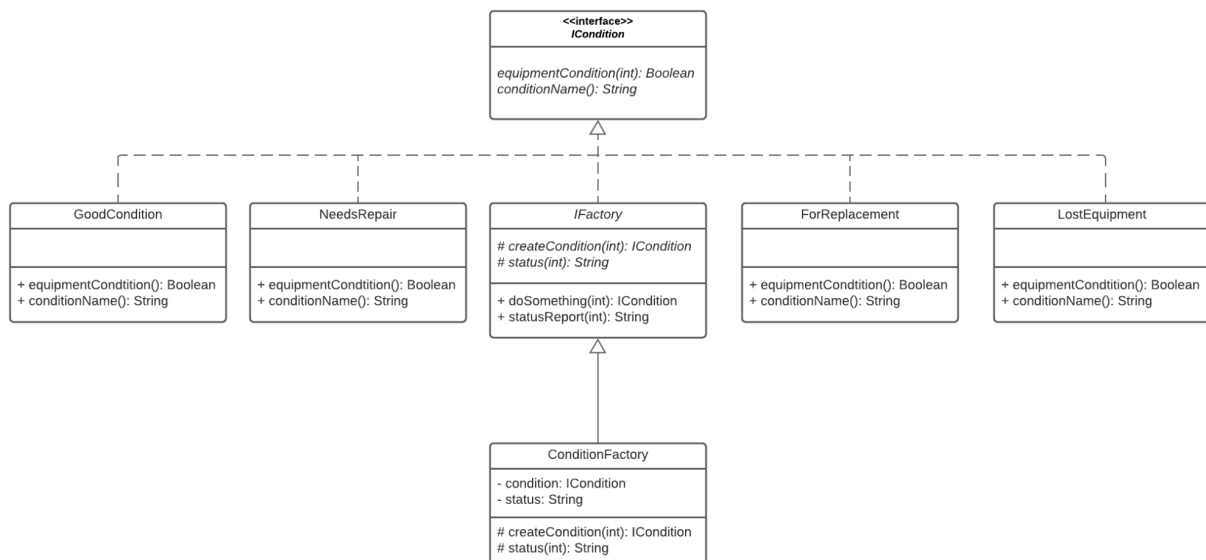 <<interface>>
ICondition
equipmentCondition(int): Boolean
conditionName(): String
GoodCondition
+ equipmentCondtition(): Boolean
+ conditionName(): String
NeedsRepair
+ equipmentCondtition(): Boolean
+ conditionName(): String
IFactory
# createCondition(int): ICondition
# status(int): String
+ doSomething(int): ICondition
+ statusReport(int): String
ForReplacement
+ equipmentCondtition(): Boolean
+ conditionName(): String
LostEquipment
+ equipmentCondtition(): Boolean
+ conditionName(): String
ConditionFactory
- condition: ICondition
- status: String
# createCondition(int): ICondition
# status(int): String